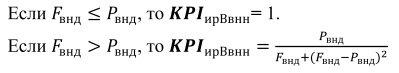 Если Fвнд ≤ Pвнд, то KPIирВвнн = 1.
Если Fвнд > Pвнд, то KPIирВвнн = Pвнд / (Fвнд+(Fвнд−Pвнд)²)